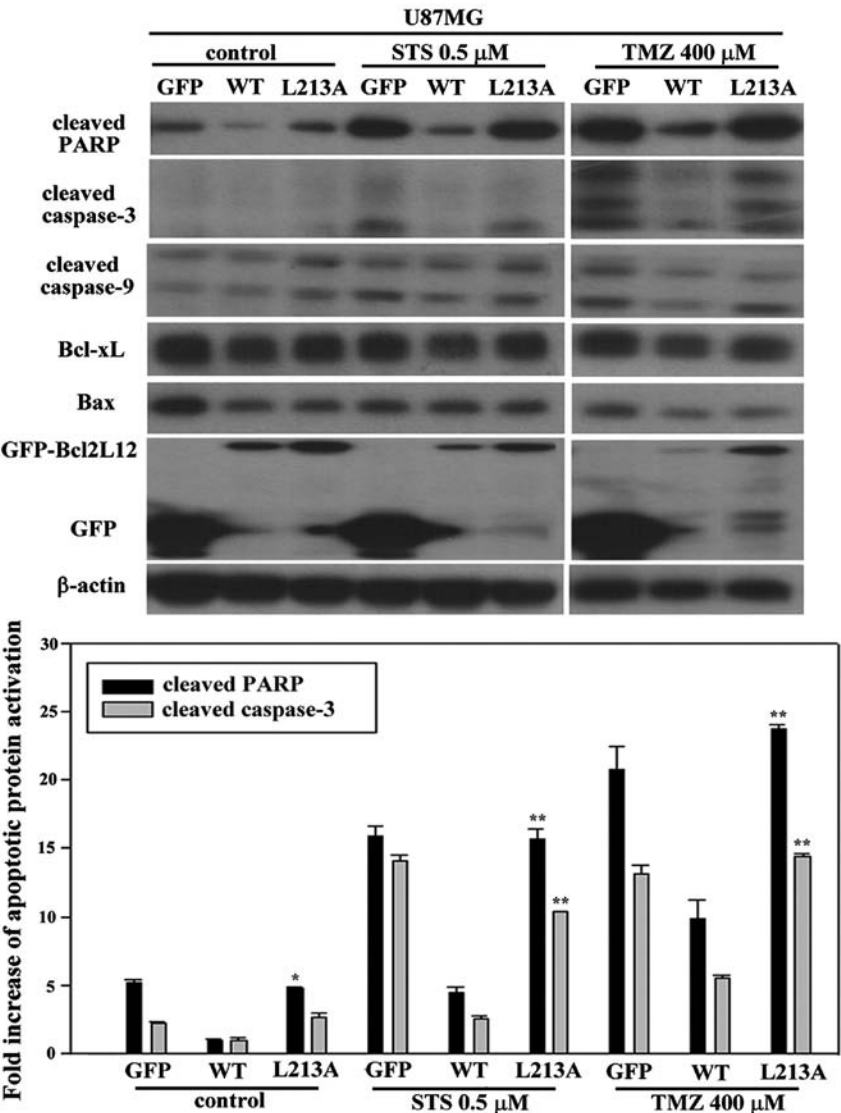 U87MG
control STS 0.5 μM TMZ 400 μM
GFP WT L213A GFP WT L213A GFP WT L213A
cleaved
PARP
cleaved
caspase-3
cleaved
caspase-9
Bcl-xL
Bax
GFP-Bcl2L12
GFP
β-actin
Fold increase of apoptotic protein activation
30
25
20
15
10
5
0
cleaved PARP
cleaved caspase-3
*
**
**
**
**
GFP WT L213A GFP WT L213A GFP WT L213A
control STS 0.5 μM TMZ 400 μM